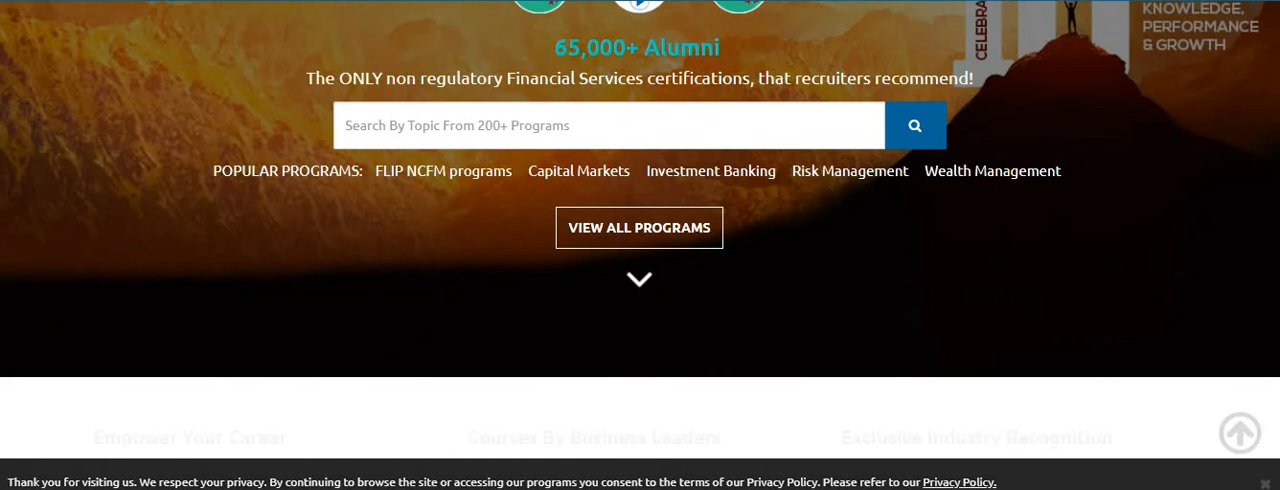 CELEBRA
KNOWLEDGE,
PERFORMANCE
& GROWTH
65,000+ Alumni
The ONLY non regulatory Financial Services certifications, that recruiters recommend!
Search By Topic From 200+ Programs
POPULAR PROGRAMS: FLIP NCFM programs Capital Markets Investment Banking Risk Management Wealth Management
VIEW ALL PROGRAMS
Empower Your Career Courses By Business Leaders Exclusive Industry Recognition
Thank you for visiting us. We respect your privacy. By continuing to browse the site or accessing our programs you consent to the terms of our Privacy Policy. Please refer to our Privacy Policy.